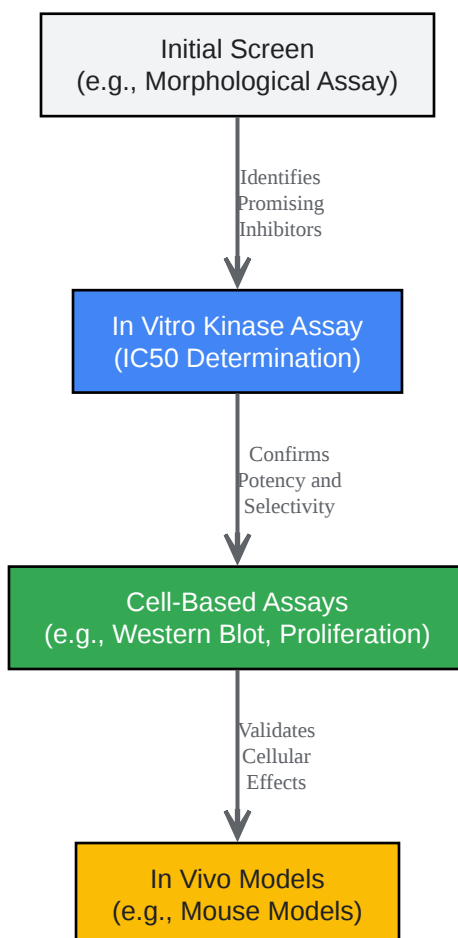 Initial Screen
(e.g., Morphological Assay)
Identifies
Promising
Inhibitors
In Vitro Kinase Assay
(IC50 Determination)
Confirms
Potency and
Selectivity
Cell-Based Assays
(e.g., Western Blot, Proliferation)
Validates
Cellular
Effects
In Vivo Models
(e.g., Mouse Models)